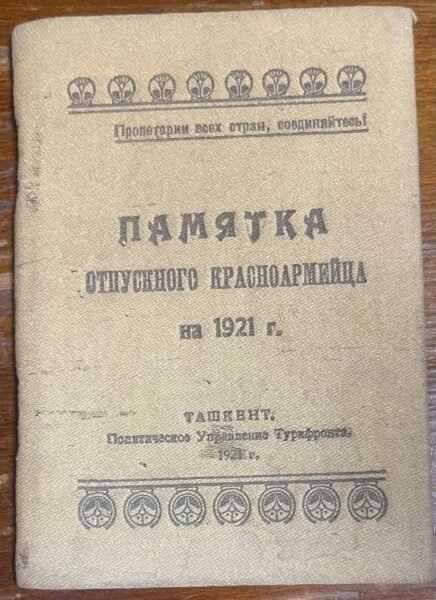 Пролетарии всех стран, соединяйтесь!
ПАМЯТКА
ОТПУСКНОГО КРАСНОАРМЕЙЦА
на 1921 г.
ТАШКЕНТ.
Политическое Управление Туркфронта.
1921 г.